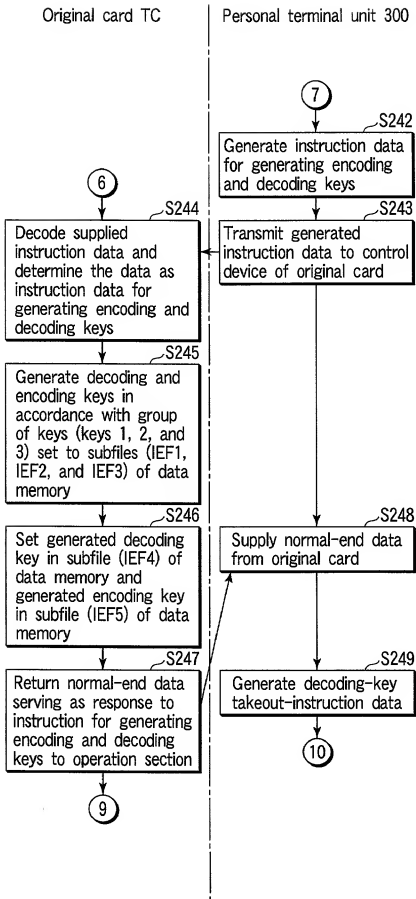 Original card TC
Personal terminal unit 300
7
S242
Generate instruction data
for generating encoding
and decoding keys
6
S244
Decode supplied
instruction data and
determine the data as
instruction data for
generating encoding and
decoding keys
S243
Transmit generated
instruction data to control
device of original card
S245
Generate decoding and
encoding keys in
accordance with group
of keys (keys 1, 2, and
3) set to subfiles (IEF1,
IEF2, and IEF3) of data
memory
S246
Set generated decoding
key in subfile (IEF4) of
data memory and
generated encoding key
in subfile (IEF5) of data
memory
S248
Supply normal-end data
from original card
S247
Return normal-end data
serving as response to
instruction for generating
encoding and decoding
keys to operation section
9
S249
Generate decoding-key
takeout-instruction data
10